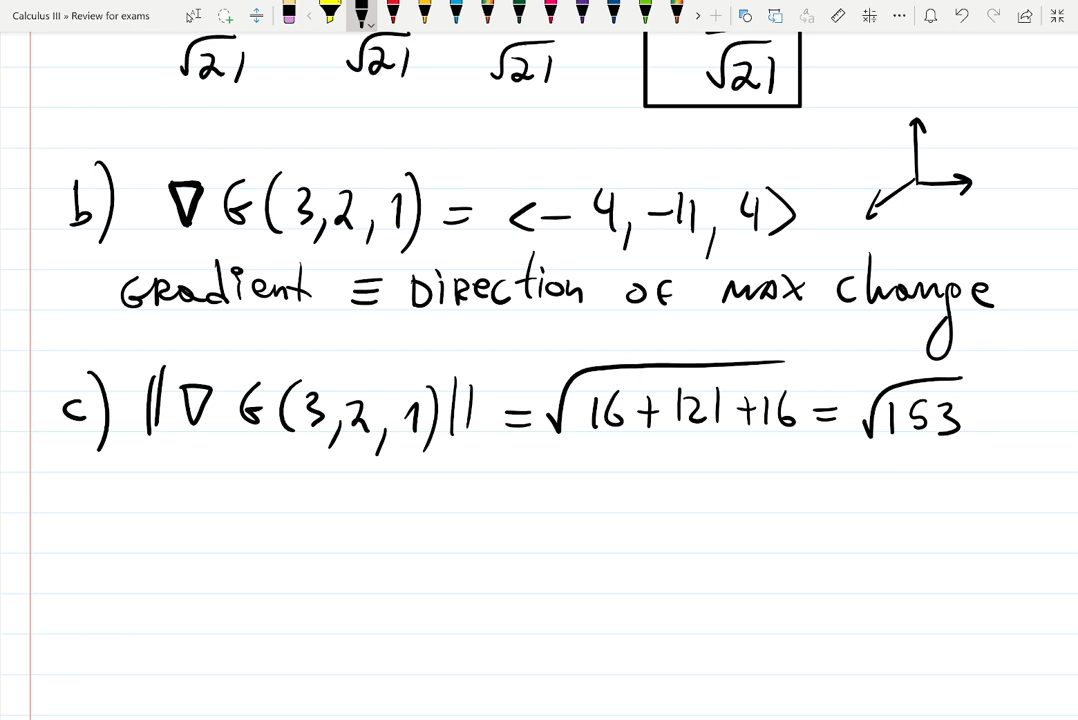 Calculus III » Review for exams
√21 √21 √21 √21
b) ∇G(3,2,1) = <-4,-11,4>
Gradient ≡ Direction of max change
c) ||∇G(3,2,1)|| = √16+121+16 = √153